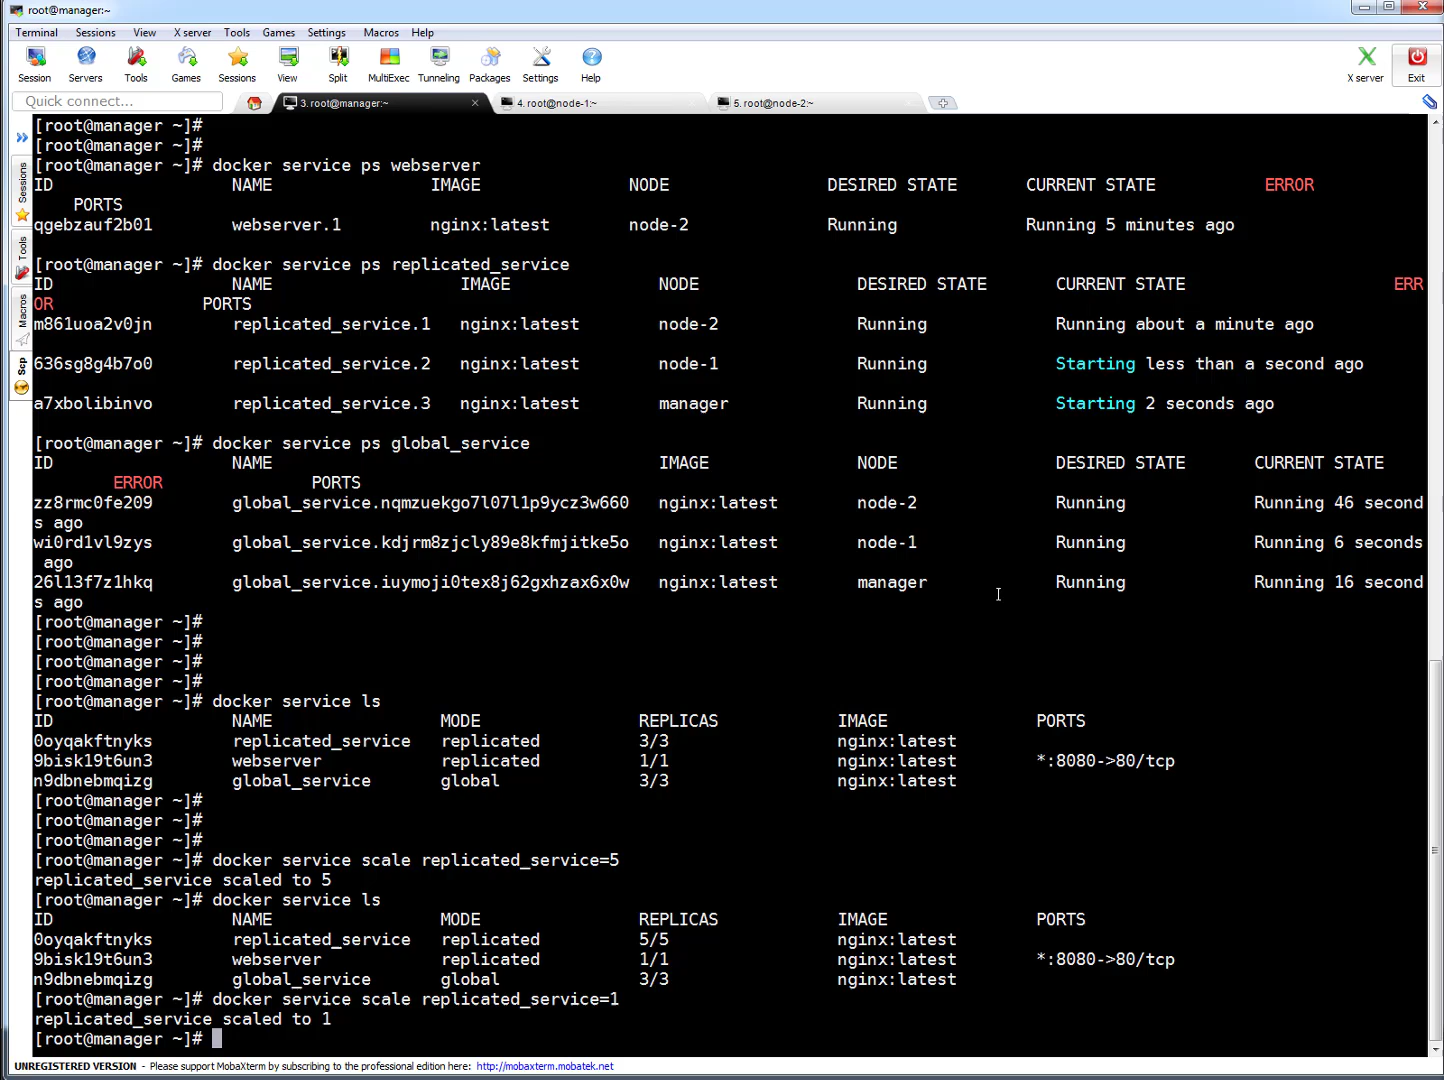 root@manager:~
Terminal Sessions View X server Tools Games Settings Macros Help
Session Servers Tools Games Sessions View Split MultiExec Tunneling Packages Settings Help X server Exit
Quick connect... 3. root@manager:~ 4. root@node-1:~ 5. root@node-2:~
Sessions
Tools
Macros
Scp
[root@manager ~]#
[root@manager ~]#
[root@manager ~]# docker service ps webserver
ID NAME IMAGE NODE DESIRED STATE CURRENT STATE ERROR
PORTS
qgebzauf2b01 webserver.1 nginx:latest node-2 Running Running 5 minutes ago
[root@manager ~]# docker service ps replicated_service
ID NAME IMAGE NODE DESIRED STATE CURRENT STATE ERR
OR PORTS
m861uoa2v0jn replicated_service.1 nginx:latest node-2 Running Running about a minute ago
636sg8g4b7o0 replicated_service.2 nginx:latest node-1 Running Starting less than a second ago
a7xbolibinvo replicated_service.3 nginx:latest manager Running Starting 2 seconds ago
[root@manager ~]# docker service ps global_service
ID NAME IMAGE NODE DESIRED STATE CURRENT STATE
ERROR PORTS
zz8rmc0fe209 global_service.nqmzuekgo7l07l1p9ycz3w660 nginx:latest node-2 Running Running 46 second
s ago
wi0rd1vl9zys global_service.kdjrm8zjcly89e8kfmjitke5o nginx:latest node-1 Running Running 6 seconds
ago
26l13f7z1hkq global_service.iuymoji0tex8j62gxhzax6x0w nginx:latest manager Running Running 16 second
s ago
[root@manager ~]#
[root@manager ~]#
[root@manager ~]#
[root@manager ~]#
[root@manager ~]# docker service ls
ID NAME MODE REPLICAS IMAGE PORTS
0oyqakftnyks replicated_service replicated 3/3 nginx:latest
9bisk19t6un3 webserver replicated 1/1 nginx:latest *:8080->80/tcp
n9dbnebmqizg global_service global 3/3 nginx:latest
[root@manager ~]#
[root@manager ~]#
[root@manager ~]#
[root@manager ~]# docker service scale replicated_service=5
replicated_service scaled to 5
[root@manager ~]# docker service ls
ID NAME MODE REPLICAS IMAGE PORTS
0oyqakftnyks replicated_service replicated 5/5 nginx:latest
9bisk19t6un3 webserver replicated 1/1 nginx:latest *:8080->80/tcp
n9dbnebmqizg global_service global 3/3 nginx:latest
[root@manager ~]# docker service scale replicated_service=1
replicated_service scaled to 1
[root@manager ~]#
UNREGISTERED VERSION - Please support MobaXterm by subscribing to the professional edition here: http://mobaxterm.mobatek.net